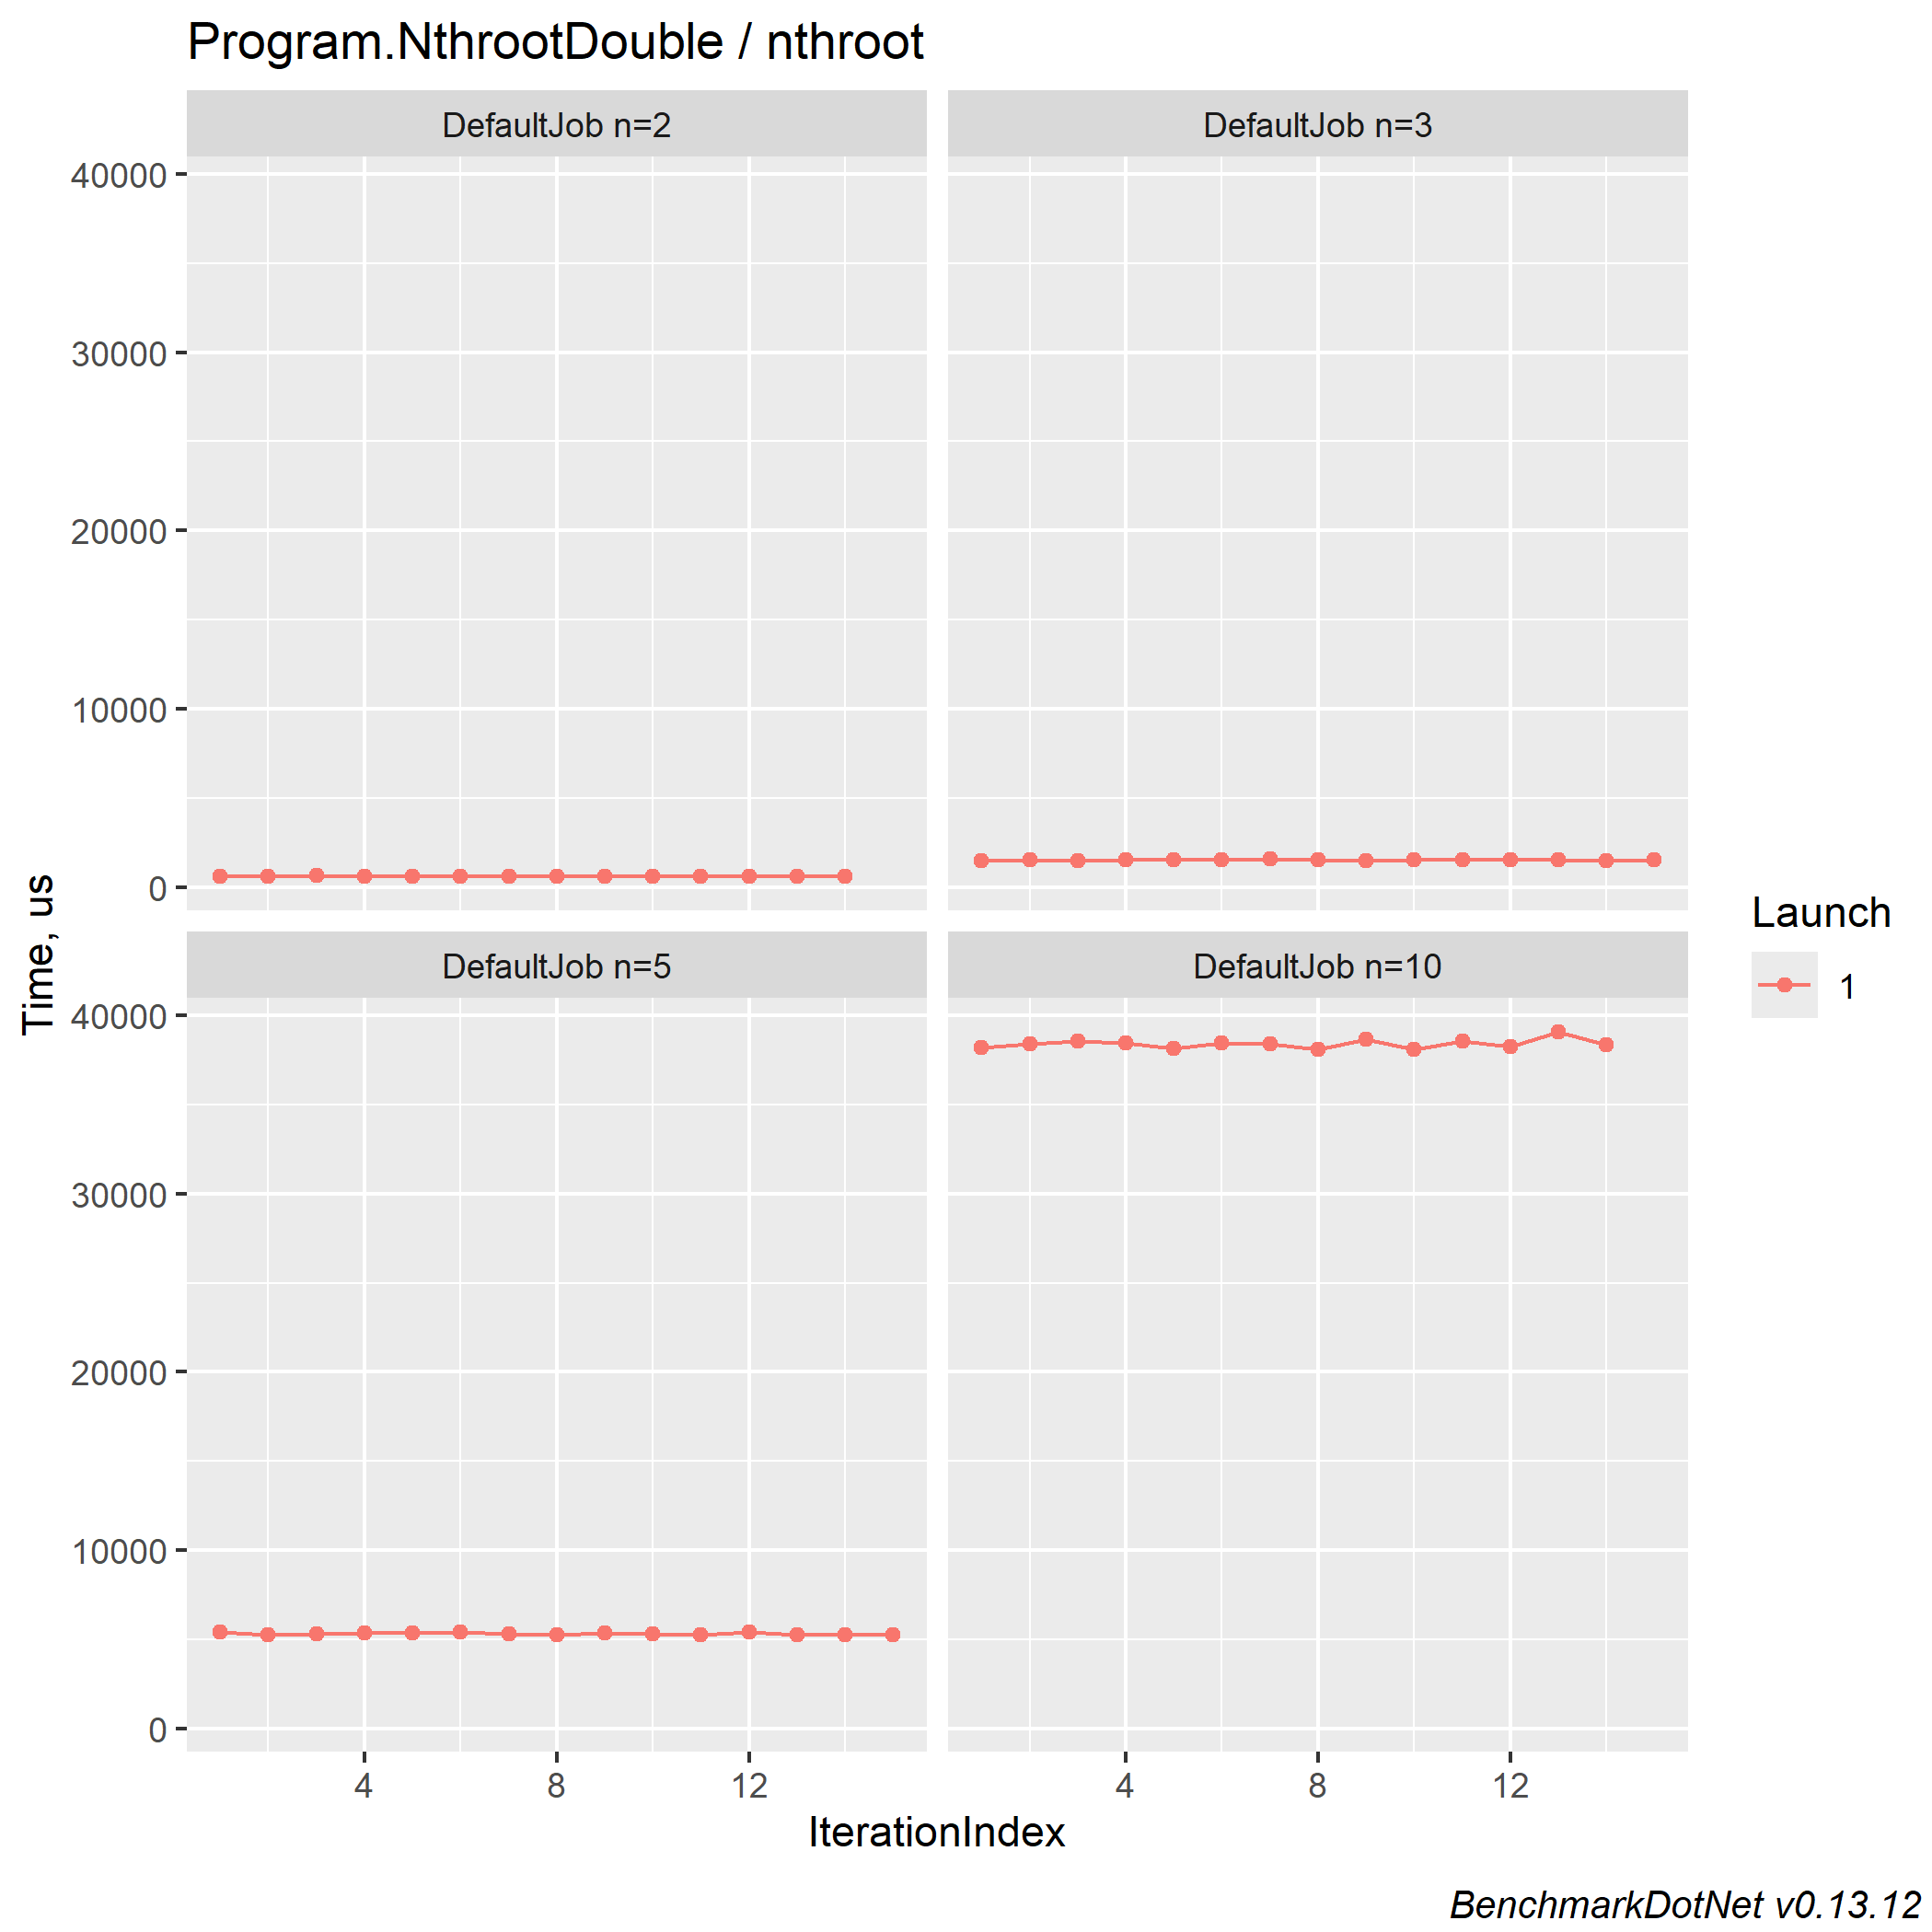 Program.NthrootDouble / nthroot
DefaultJob n=2
DefaultJob n=3
40000
30000
20000
10000
0
DefaultJob n=5
DefaultJob n=10
40000
30000
20000
10000
0
4
8
12
4
8
12
Time, us
IterationIndex
Launch
1
BenchmarkDotNet v0.13.12